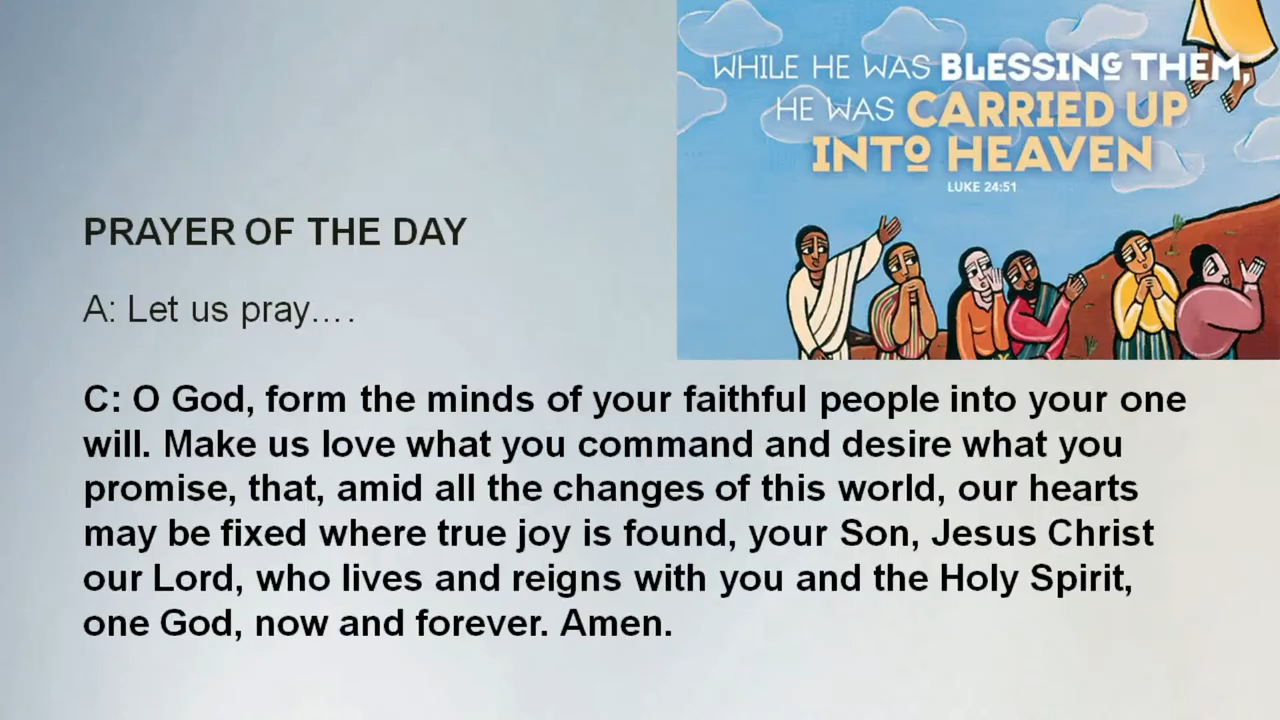 WHILE HE WAS BLESSING THEM,
HE WAS CARRIED UP
INTO HEAVEN
LUKE 24:51
PRAYER OF THE DAY
A: Let us pray....
C: O God, form the minds of your faithful people into your one
will. Make us love what you command and desire what you
promise, that, amid all the changes of this world, our hearts
may be fixed where true joy is found, your Son, Jesus Christ
our Lord, who lives and reigns with you and the Holy Spirit,
one God, now and forever. Amen.